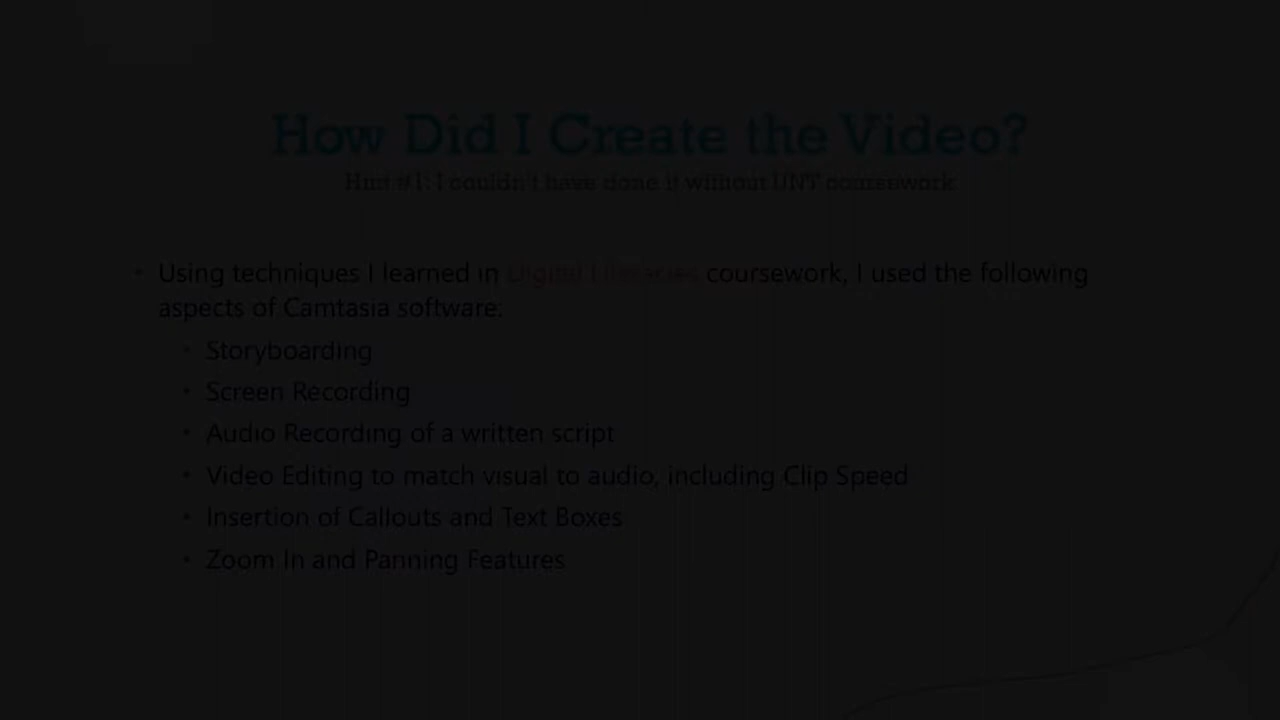 How Did I Create the Video?
Hint #1: I couldn't have done it without UNT coursework
• Using techniques I learned in Digital Literacies coursework, I used the following
aspects of Camtasia software:
• Storyboarding
• Screen Recording
• Audio Recording of a written script
• Video Editing to match visual to audio, including Clip Speed
• Insertion of Callouts and Text Boxes
• Zoom In and Panning Features